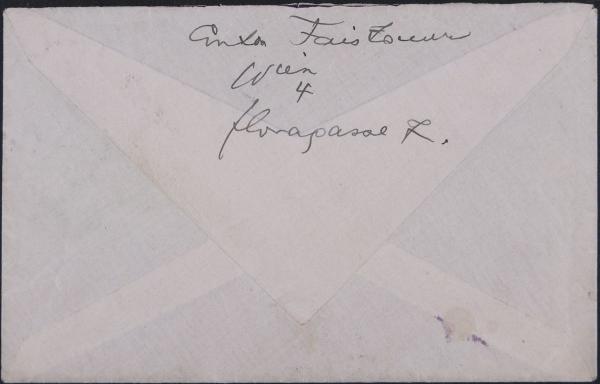 Anton Faistauer
Wien
4
Floragasse 7.